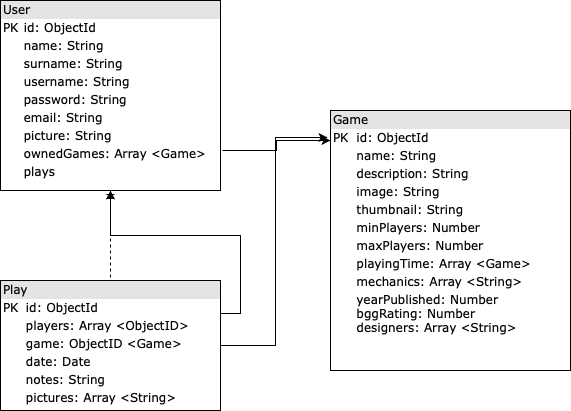 User
PK id: ObjectId
name: String
surname: String
username: String
password: String
email: String
picture: String
ownedGames: Array <Game>
plays
Game
PK id: ObjectId
name: String
description: String
image: String
thumbnail: String
minPlayers: Number
maxPlayers: Number
playingTime: Array <Game>
mechanics: Array <String>
yearPublished: Number
bggRating: Number
designers: Array <String>
Play
PK id: ObjectId
players: Array <ObjectID>
game: ObjectID <Game>
date: Date
notes: String
pictures: Array <String>